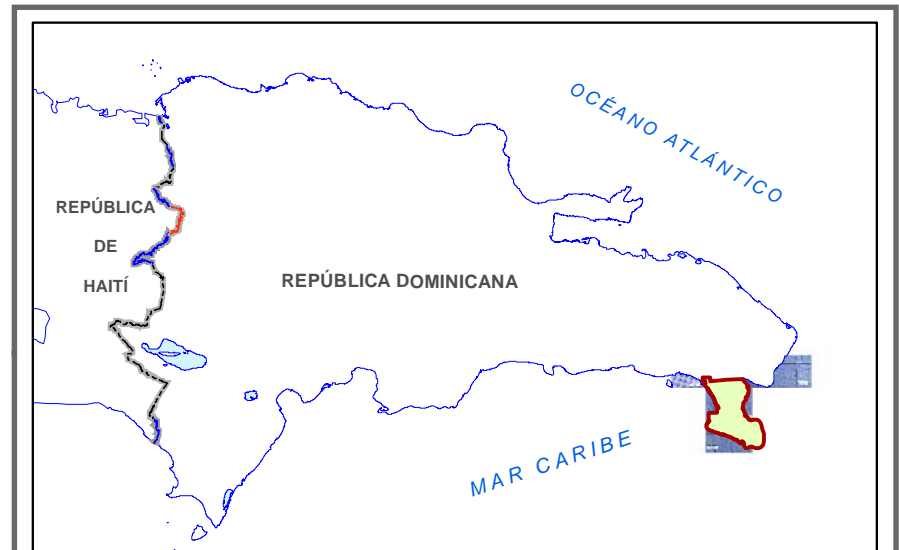 OCÉANO ATLÁNTICO
REPÚBLICA
DE
HAITÍ
REPÚBLICA DOMINICANA
MAR CARIBE